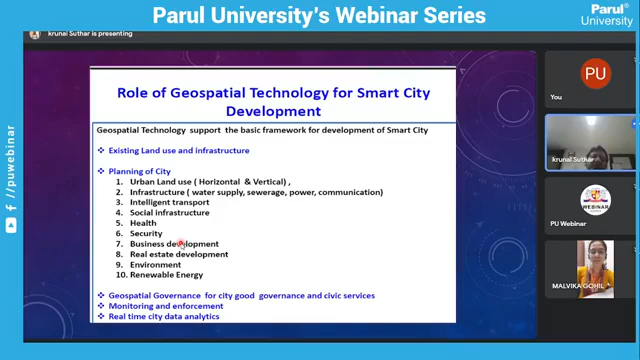 Parul University's Webinar Series
Parul®
University
krunal Suthar is presenting
Role of Geospatial Technology for Smart City
Development
Geospatial Technology support the basic framework for development of Smart City
❖ Existing Land use and infrastructure
❖ Planning of City
1. Urban Land use ( Horizontal & Vertical) ,
2. Infrastructure ( water supply, sewerage, power, communication)
3. Intelligent transport
4. Social infrastructure
5. Health
6. Security
7. Business development
8. Real estate development
9. Environment
10. Renewable Energy
❖ Geospatial Governance for city good governance and civic services
❖ Monitoring and enforcement
❖ Real time city data analytics
PU
You
krunal Suthar
WEBINAR
PU Webinar
MALVIKA GOHIL
/puwebinar